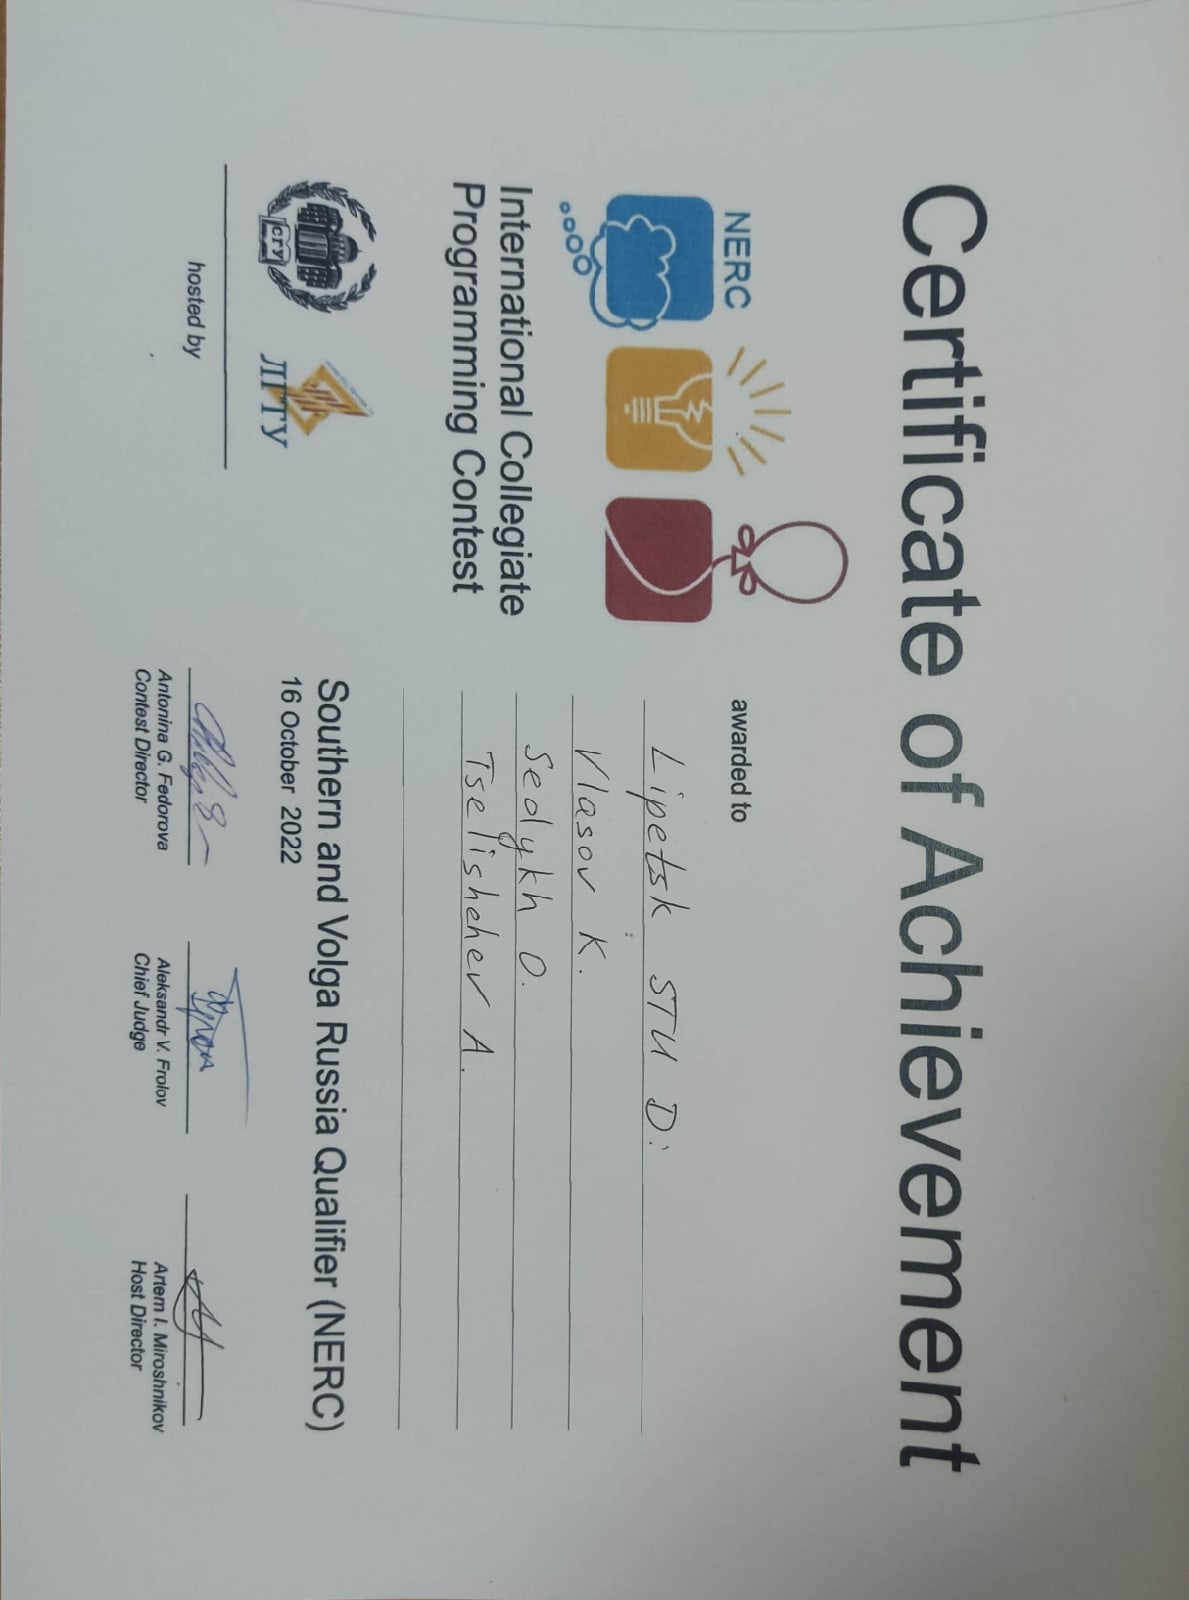 Certificate of Achievement
NERC
International Collegiate
Programming Contest
awarded to
Lipetsk STU D:
Vlasov K.
Sedykh O.
Tselishchev A.
Southern and Volga Russia Qualifier (NERC)
16 October 2022
СГУ
ЛГТУ
hosted by
Antonina G. Fedorova
Contest Director
Aleksandr V. Frolov
Chief Judge
Artem I. Miroshnikov
Host Director